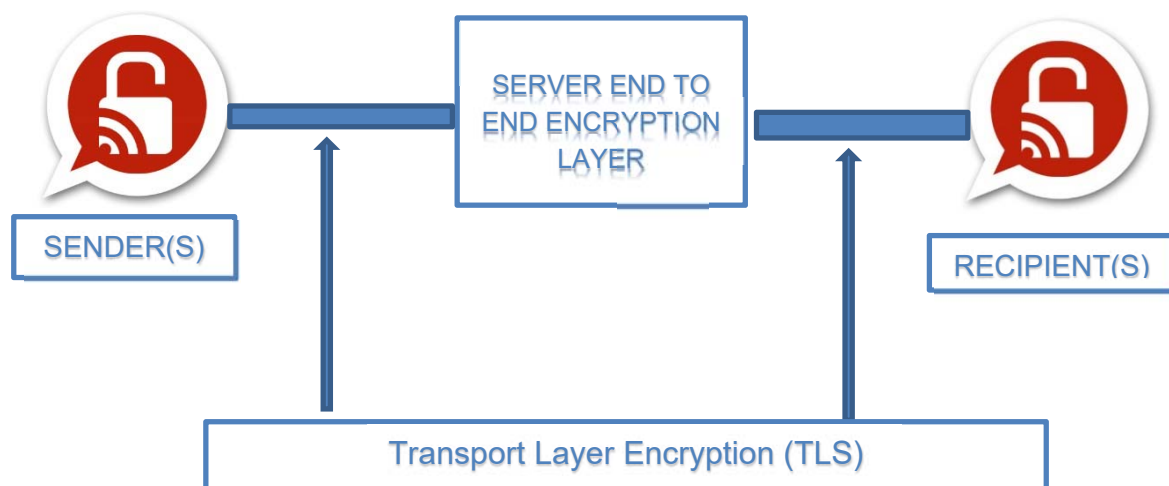 SERVER END TO
END ENCRYPTION
LAYER
SENDER(S)
RECIPIENT(S)
Transport Layer Encryption (TLS)